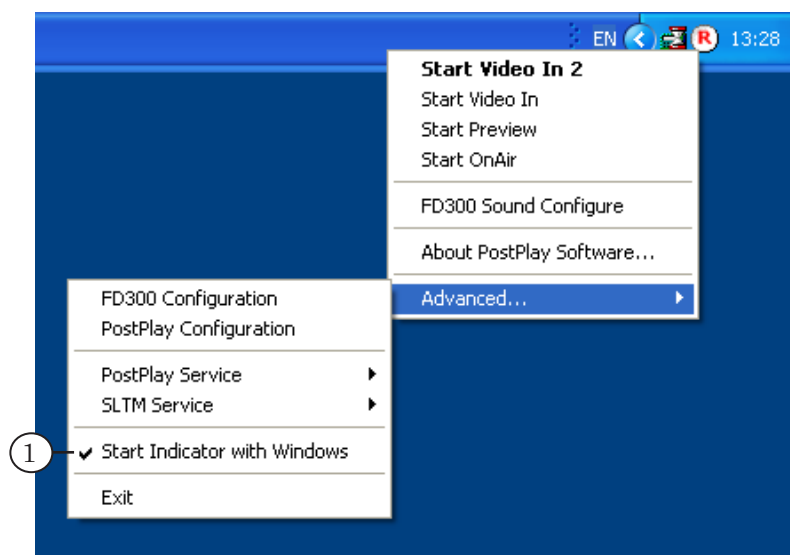 EN R 13:28
Start Video In 2
Start Video In
Start Preview
Start OnAir
FD300 Sound Configure
About PostPlay Software...
Advanced...
FD300 Configuration
PostPlay Configuration
PostPlay Service
SLTM Service
1 Start Indicator with Windows
Exit